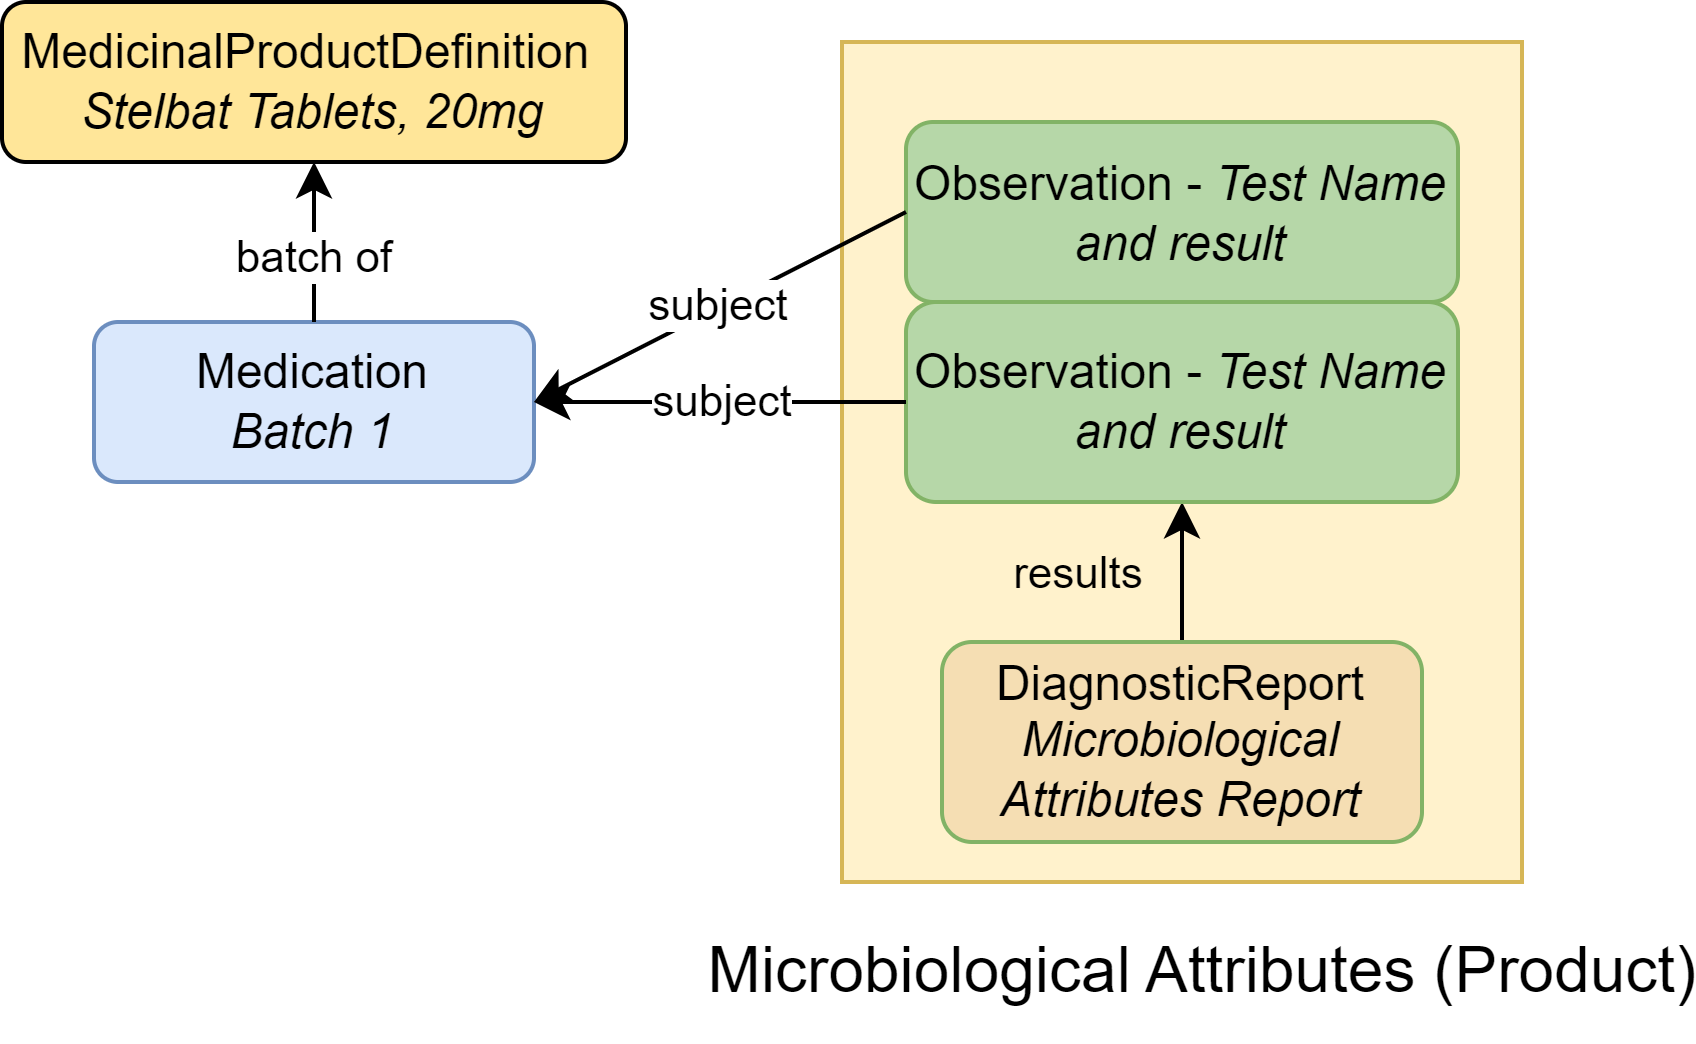 MedicinalProductDefinition
Stelbat Tablets, 20mg
batch of
Medication
Batch 1
subject
subject
Observation - Test Name
and result
Observation - Test Name
and result
results
DiagnosticReport
Microbiological
Attributes Report
Microbiological Attributes (Product)